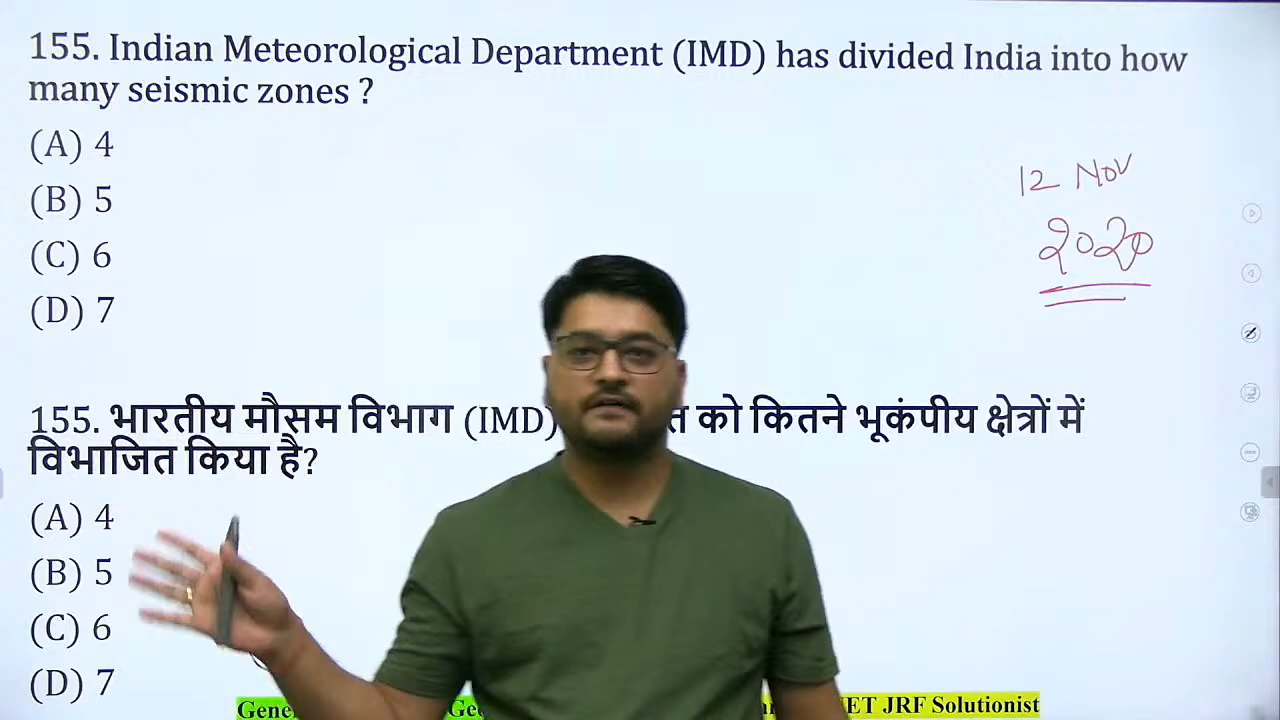 155. Indian Meteorological Department (IMD) has divided India into how
many seismic zones ?
(A) 4
(B) 5
(C) 6
(D) 7
12 Nov
2020
155. भारतीय मौसम विभाग (IMD) को कितने भूकंपीय क्षेत्रों में
विभाजित किया है?
(A) 4
(B) 5
(C) 6
(D) 7
ET JRF Solutionist